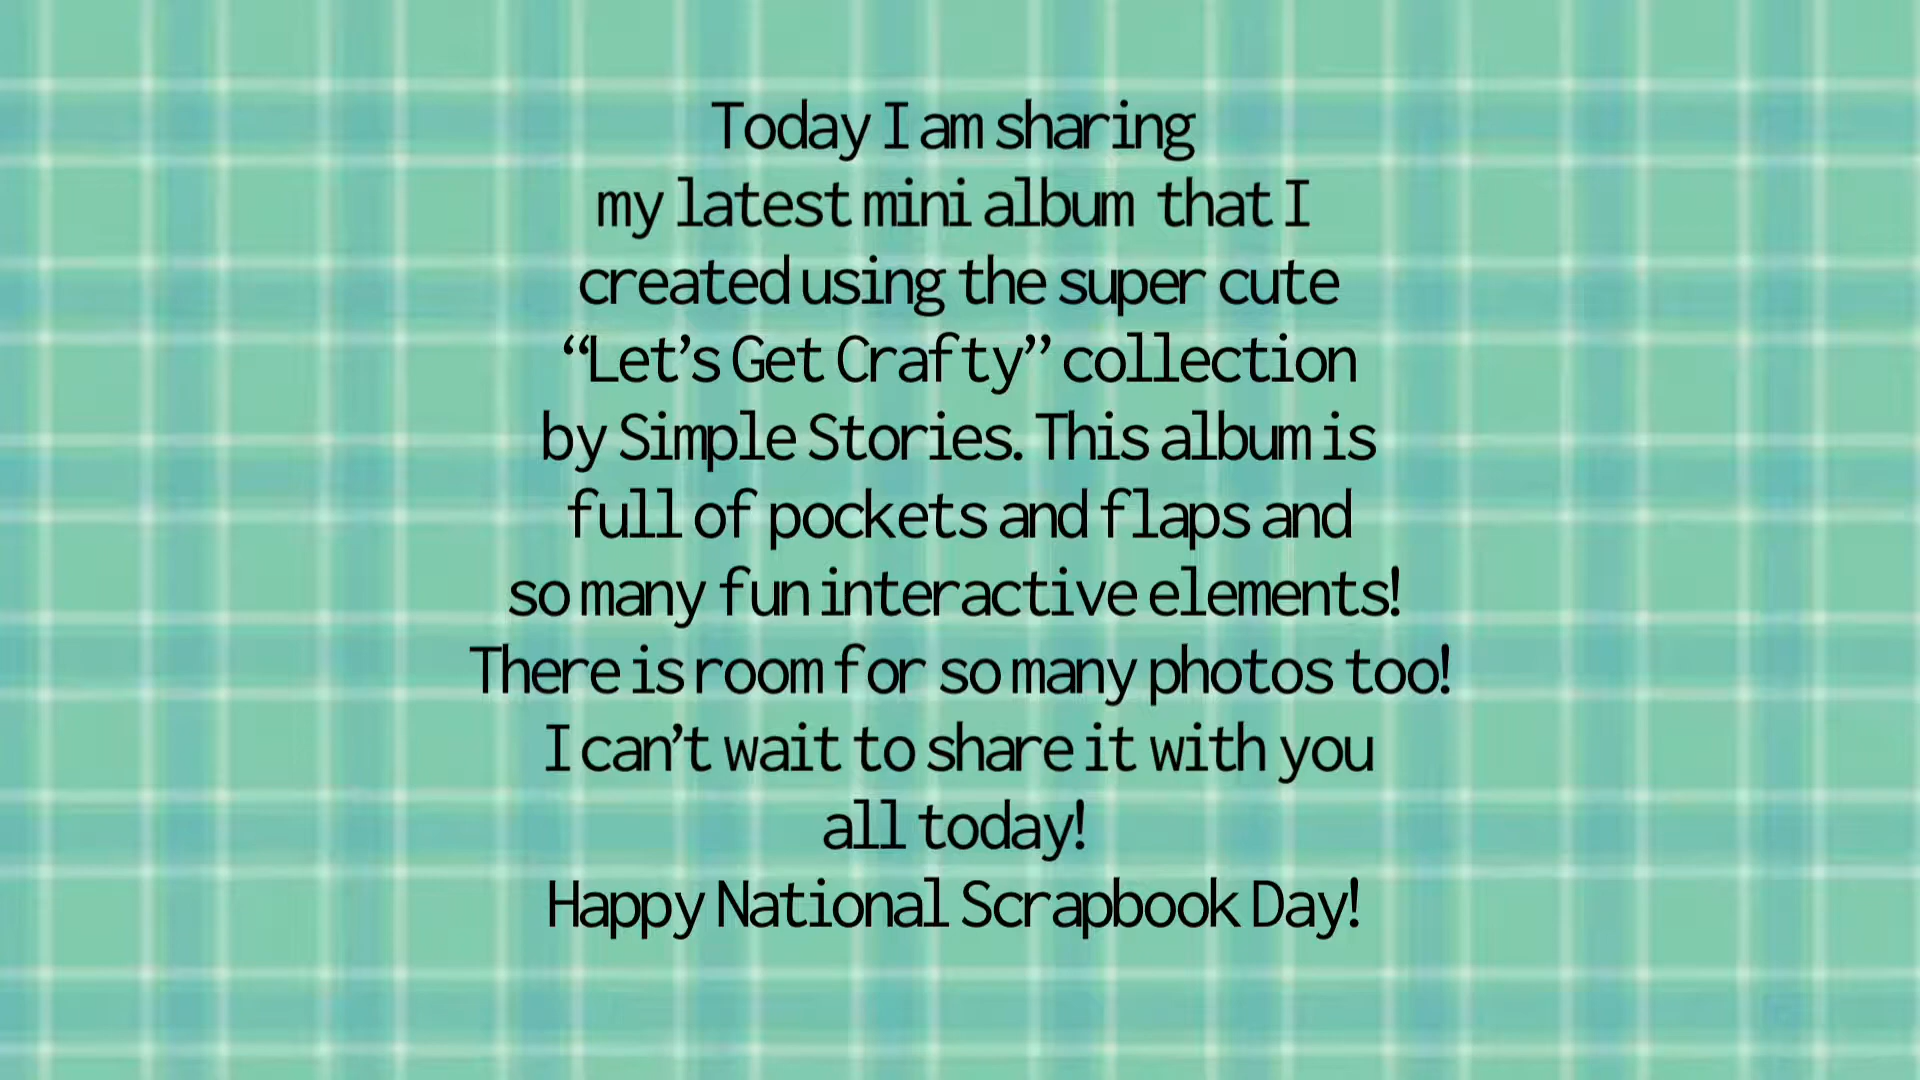 Today I am sharing
my latest mini album that I
created using the super cute
“Let’s Get Crafty” collection
by Simple Stories. This album is
full of pockets and flaps and
so many fun interactive elements!
There is room for so many photos too!
I can’t wait to share it with you
all today!
Happy National Scrapbook Day!